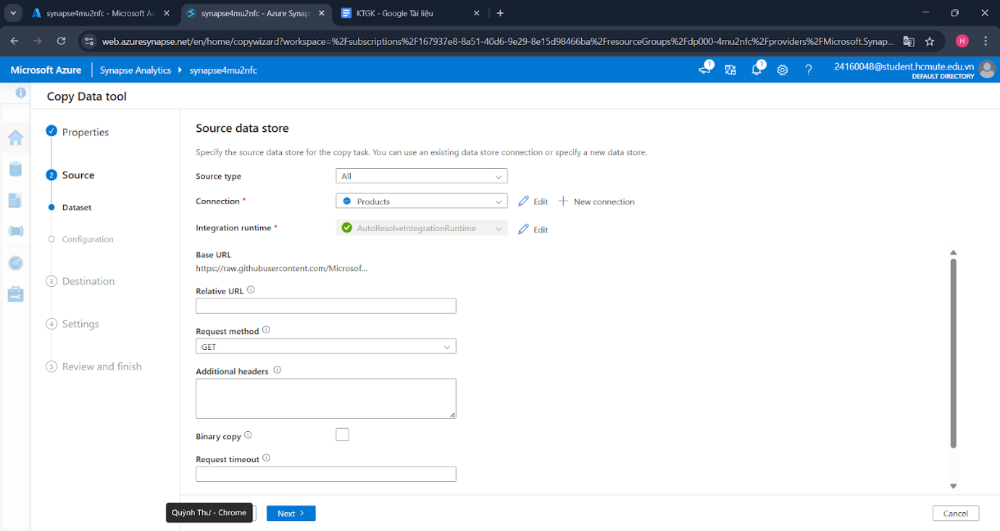 synapse4mu2nfc - Microsoft Az
synapse4mu2nfc - Azure Synap
KTGK - Google Tài liệu
web.azuresynapse.net/en/home/copywizard?workspace=%2Fsubscriptions%2F167937e8-8a51-40d6-9e29-8e15d98466ba%2FresourceGroups%2Fdp000-4mu2nfc%2Fproviders%2FMicrosoft.Synap...
H
Microsoft Azure
Synapse Analytics
synapse4mu2nfc
1
1
24160048@student.hcmute.edu.vn
DEFAULT DIRECTORY
Copy Data tool
Properties
2 Source
Dataset
Configuration
3 Destination
4 Settings
5 Review and finish
Source data store
Specify the source data store for the copy task. You can use an existing data store connection or specify a new data store.
Source type All
Connection * Products Edit New connection
Integration runtime * AutoResolveIntegrationRuntime Edit
Base URL
https://raw.githubusercontent.com/Microsof...
Relative URL
Request method
GET
Additional headers
Binary copy
Request timeout
Quỳnh Thư - Chrome
Next
Cancel